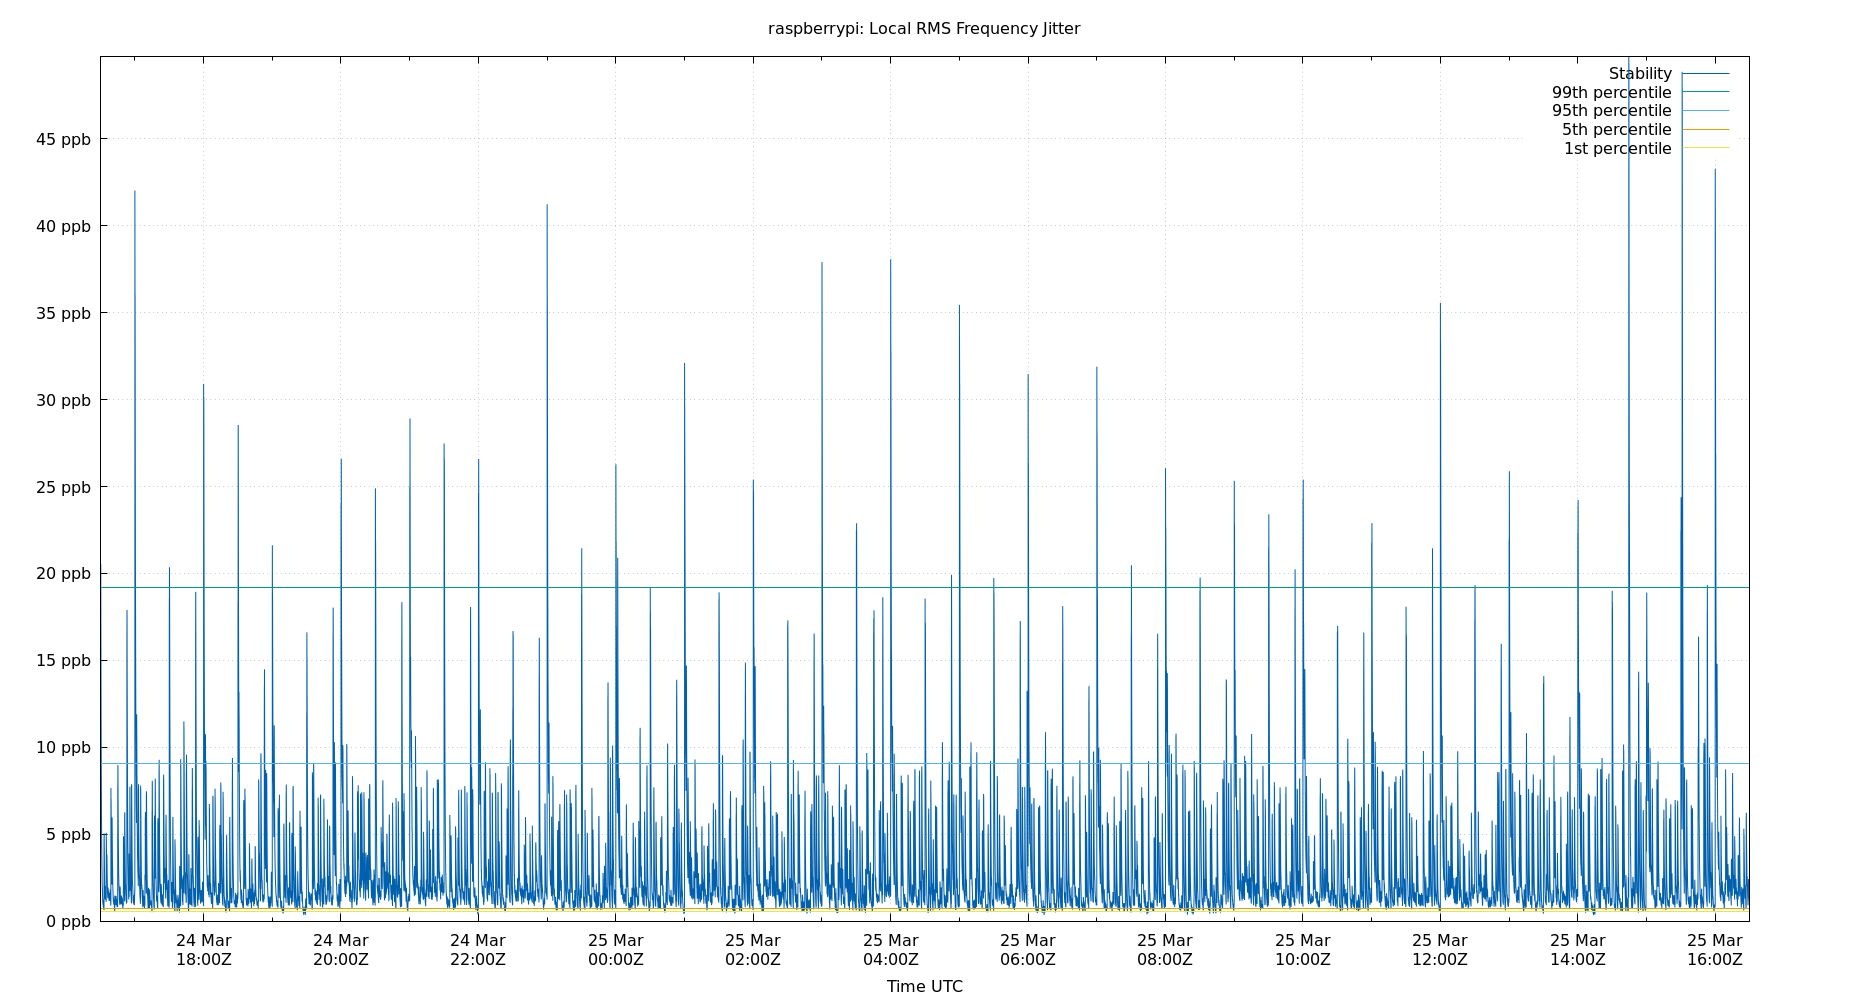 raspberrypi: Local RMS Frequency Jitter
Stability
99th percentile
95th percentile
5th percentile
1st percentile
45 ppb
40 ppb
35 ppb
30 ppb
25 ppb
20 ppb
15 ppb
10 ppb
5 ppb
0 ppb
24 Mar 24 Mar 24 Mar 25 Mar 25 Mar 25 Mar 25 Mar 25 Mar 25 Mar 25 Mar 25 Mar 25 Mar
18:00Z 20:00Z 22:00Z 00:00Z 02:00Z 04:00Z 06:00Z 08:00Z 10:00Z 12:00Z 14:00Z 16:00Z
Time UTC